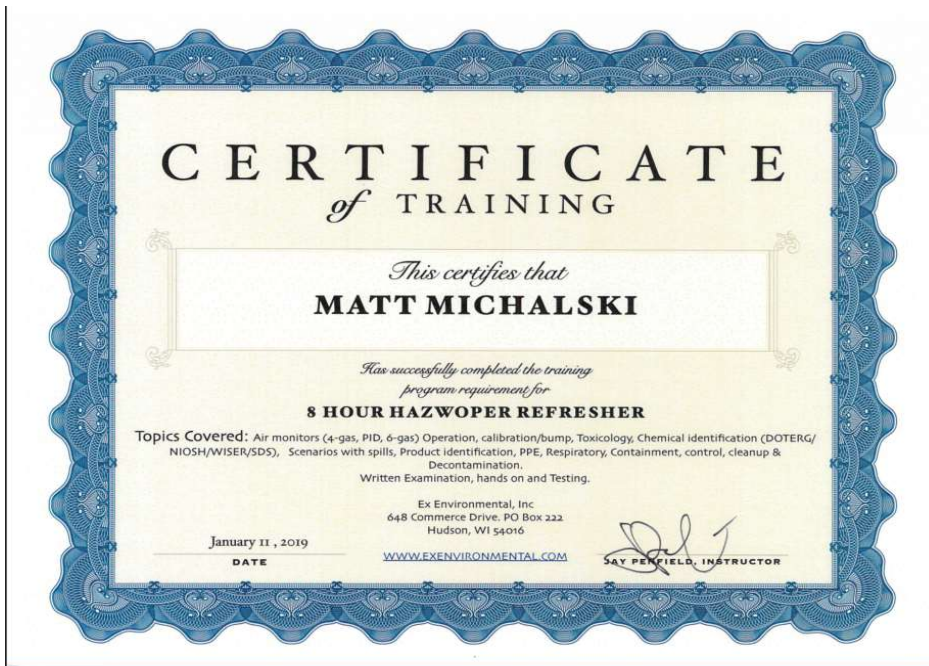 CERTIFICATE
of TRAINING
This certifies that
MATT MICHALSKI
Has successfully completed the training
program requirement for
8 HOUR HAZWOPER REFRESHER
Topics Covered: Air monitors (4-gas, PID, 6-gas) Operation, calibration/bump, Toxicology, Chemical identification (DOTERG/
NIOSH/WISER/SDS), Scenarios with spills, Product identification, PPE, Respiratory, Containment, control, cleanup &
Decontamination.
Written Examination, hands on and Testing.
Ex Environmental, Inc
648 Commerce Drive. PO Box 222
Hudson, WI 54016
January 11 , 2019
DATE
WWW.EXENVIRONMENTAL.COM
JAY PENFIELD, INSTRUCTOR